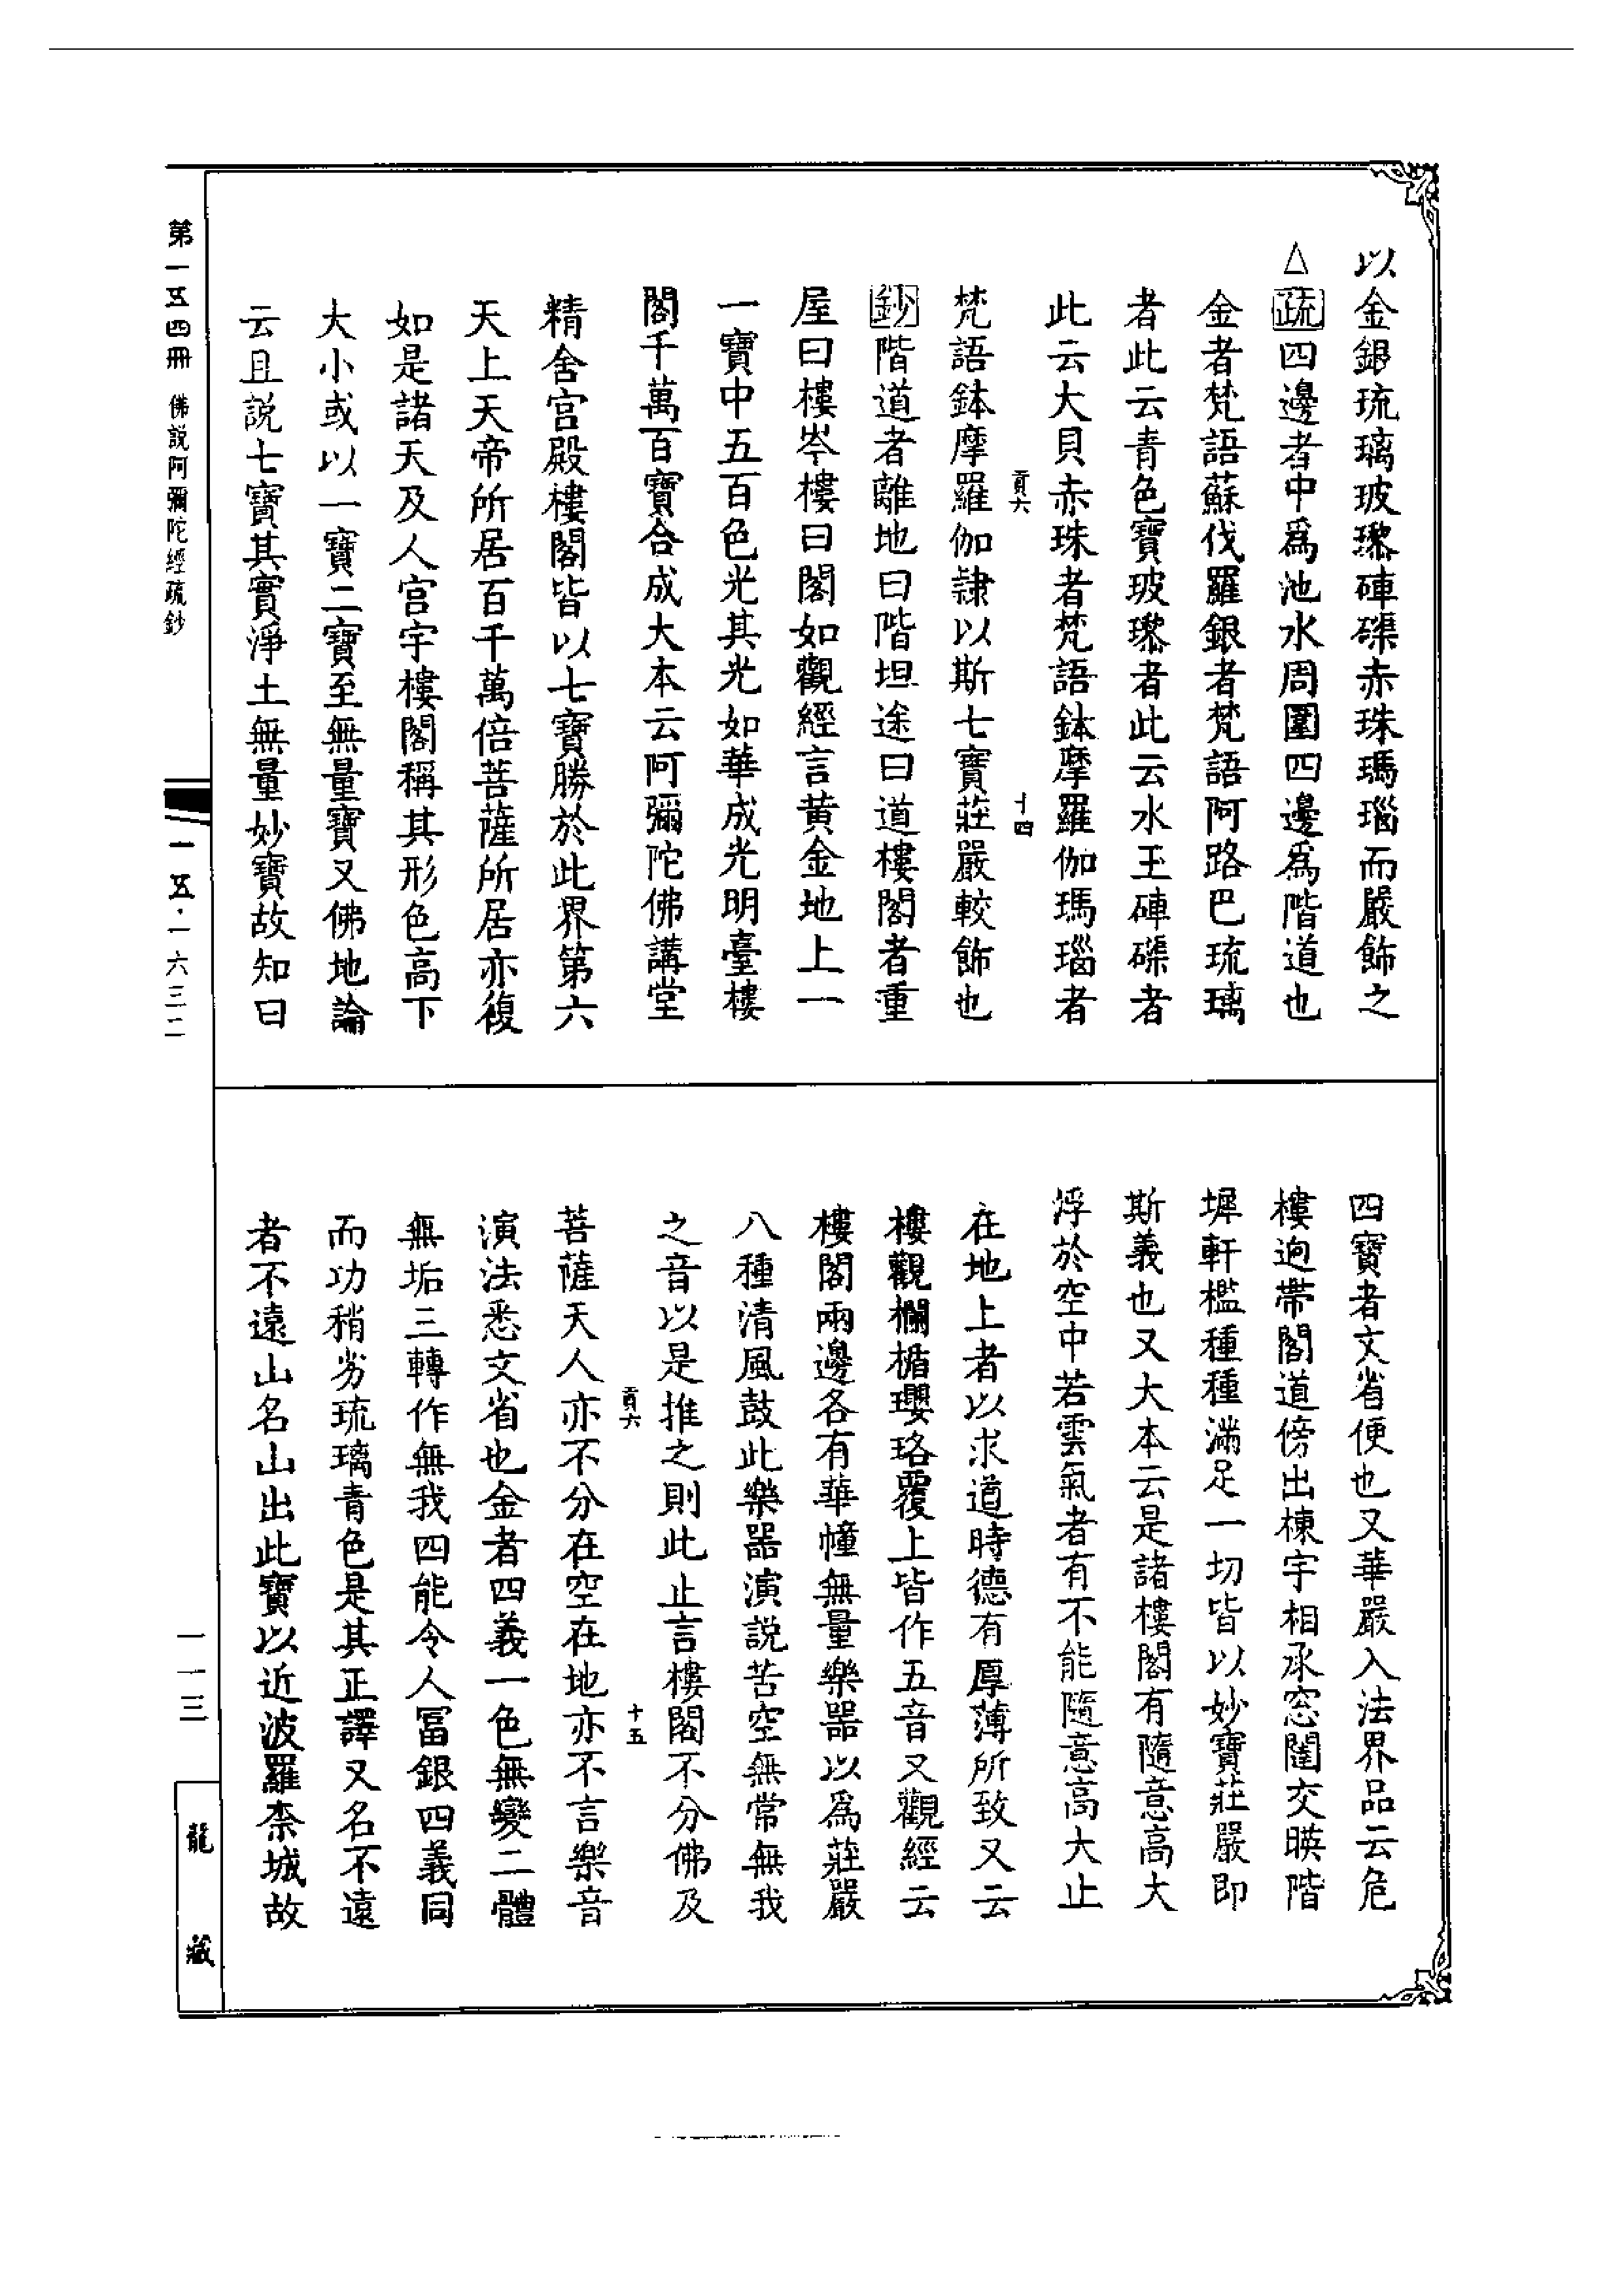 以金銀琉璃玻瓈硨磲赤珠瑪瑙而嚴飾之
△疏四邊者中爲池水周圍四邊爲階道也
金者梵語蘇伐羅銀者梵語阿路巴琉璃
者此云青色寶玻瓈者此云水玉硨磲者
此云大貝赤珠者梵語鉢摩羅伽瑪瑙者
貢六 十四
梵語鉢摩羅伽隷以斯七寶莊嚴較飾也
鈔階道者離地曰階坦途曰道樓閣者重
屋曰樓岑樓曰閣如觀經言黃金地上一
一寶中五百色光其光如華成光明臺樓
閣千萬百寶合成大本云阿彌陀佛講堂
精舍宮殿樓閣皆以七寶勝於此界第六
天上天帝所居百千萬倍菩薩所居亦復
如是諸天及人宮宇樓閣稱其形色高下
大小或以一寶二寶至無量寶又佛地論
云且説七寶其實淨土無量妙寶故知曰
四寶者文省便也又華嚴入法界品云危
樓逈帶閣道傍出棟宇相承窓闥交暎階
墀軒檻種種滿足一切皆以妙寶莊嚴即
斯義也又大本云是諸樓閣有隨意高大
浮於空中若雲氣者有不能隨意高大止
在地上者以求道時德有厚薄所致又云
樓觀欄楯瓔珞覆上皆作五音又觀經云
樓閣兩邊各有華幢無量樂噐以爲莊嚴
八種清風鼓此樂噐演説苦空無常無我
之音以是推之則此止言樓閣不分佛及
貢六 十五
菩薩天人亦不分在空在地亦不言樂音
演法悉文省也金者四義一色無變二體
無垢三轉作無我四能令人冨銀四義同
而功稍劣琉璃青色是其正譯又名不遠
者不遠山名山出此寶以近波羅柰城故
第一五四冊 佛説阿彌陀經疏鈔
一五·一六三二
一一三
龍藏